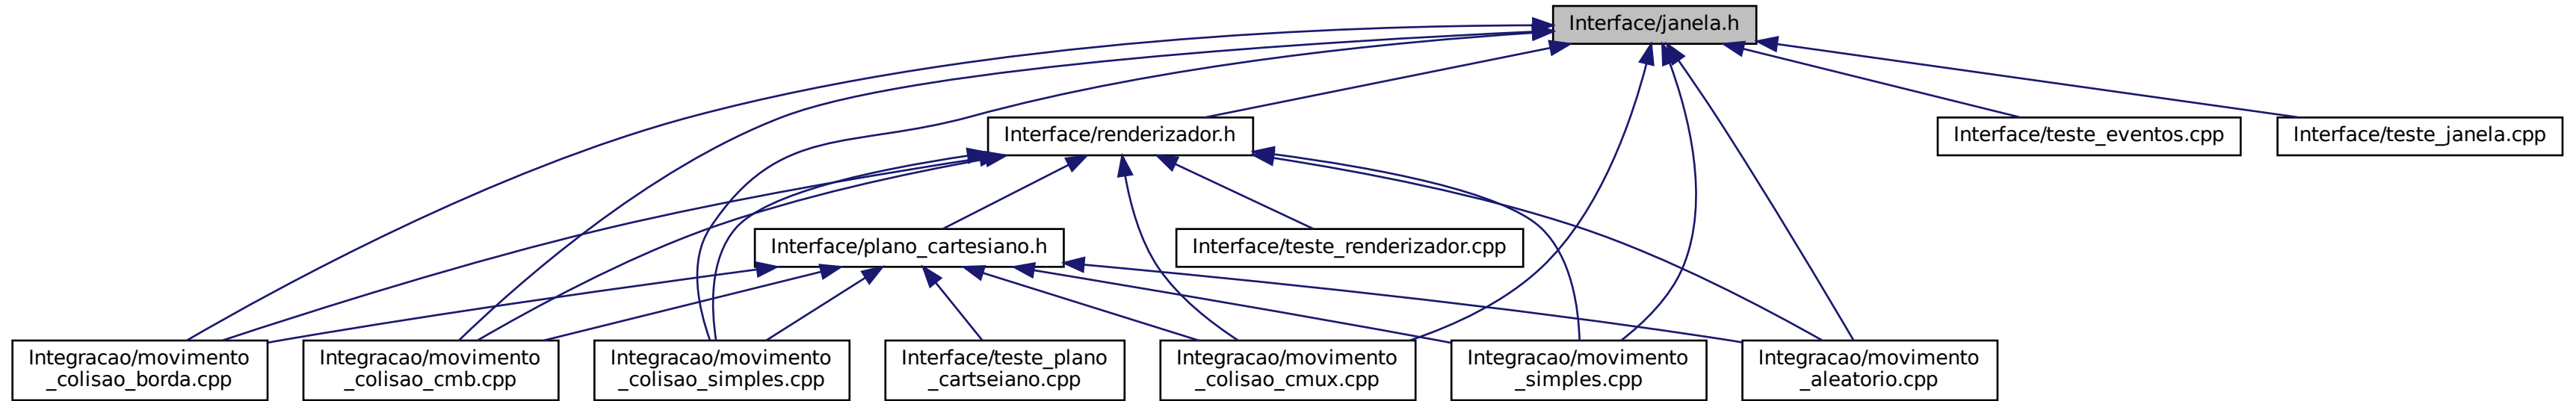 Interface/janela.h
Interface/renderizador.h
Interface/teste_eventos.cpp
Interface/teste_janela.cpp
Interface/plano_cartesiano.h
Interface/teste_renderizador.cpp
Integracao/movimento
_colisao_borda.cpp
Integracao/movimento
_colisao_cmb.cpp
Integracao/movimento
_colisao_simples.cpp
Interface/teste_plano
_cartseiano.cpp
Integracao/movimento
_colisao_cmux.cpp
Integracao/movimento
_simples.cpp
Integracao/movimento
_aleatorio.cpp